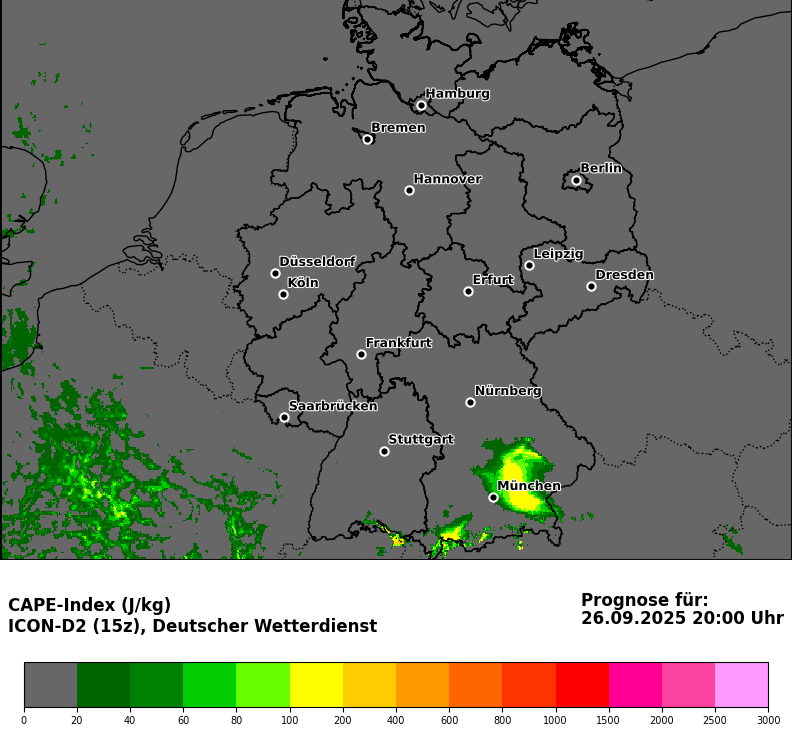 Hamburg
Bremen
Berlin
Hannover
Leipzig
Düsseldorf
Dresden
Köln
Erfurt
Frankfurt
Nürnberg
Saarbrücken
Stuttgart
München
CAPE-Index (J/kg)
ICON-D2 (15z), Deutscher Wetterdienst
Prognose für:
26.09.2025 20:00 Uhr
0 20 40 60 80 100 200 400 600 800 1000 1500 2000 2500 3000